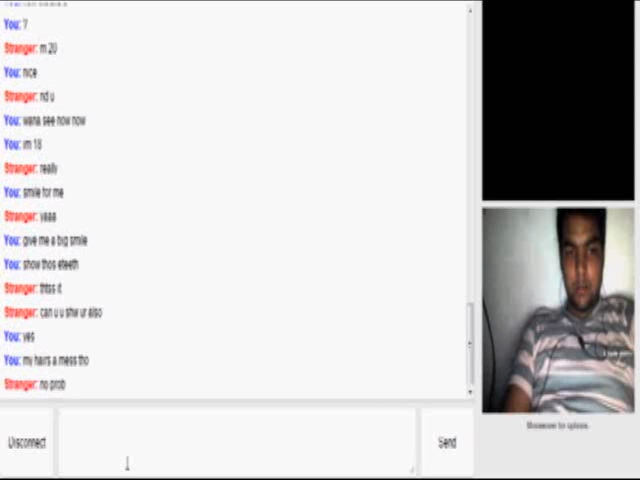 You: ?
Stranger: m 20
You: nice
Stranger: nd u
You: wana see now now
You: im 18
Stranger: really
You: smile for me
Stranger: yaaa
You: give me a big smile
You: show thos eteeth
Stranger: thtss it
Stranger: can u u shw ur also
You: yes
You: my hairs a mess tho
Stranger: no prob
Disconnect
Send